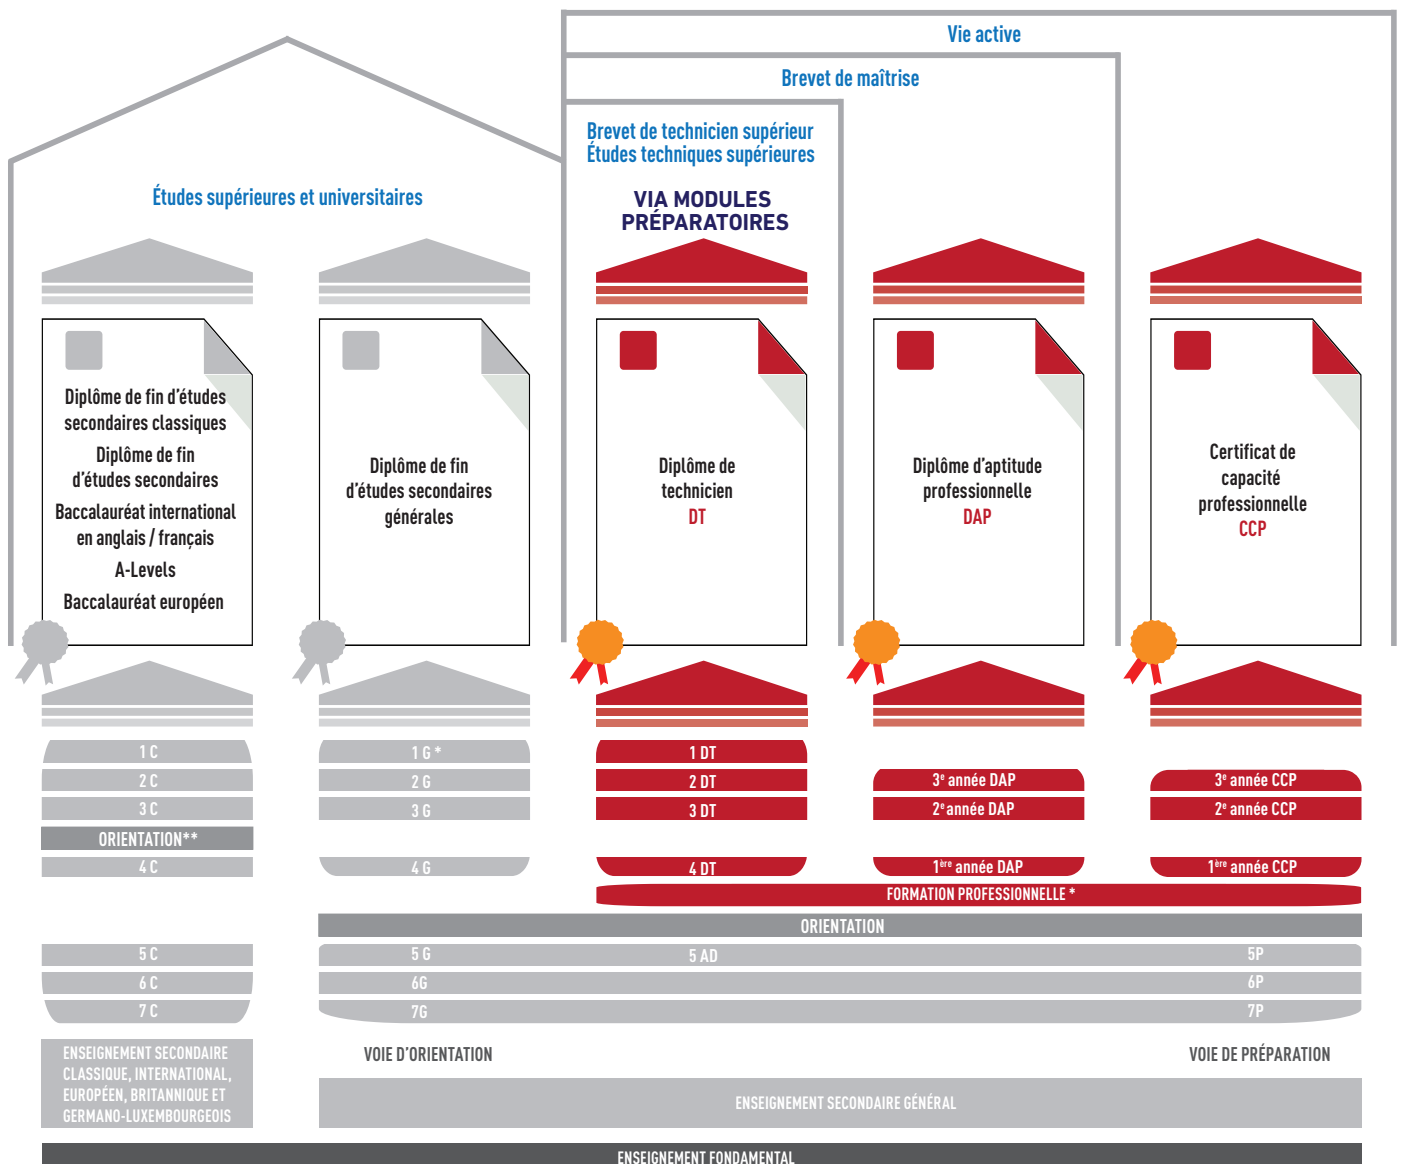 Vie active
Brevet de maîtrise
Brevet de technicien supérieur
Études techniques supérieures
Études supérieures et universitaires
VIA MODULES
PRÉPARATOIRES
Diplôme de fin d'études
secondaires classiques
Diplôme de fin
d'études secondaires
Baccalauréat international
en anglais / français
A-Levels
Baccalauréat européen
Diplôme de fin
d'études secondaires
générales
Diplôme de
technicien
DT
Diplôme d'aptitude
professionnelle
DAP
Certificat de
capacité
professionnelle
CCP
1 C
1 G *
1 DT
2 C
2 G
2 DT
3e année DAP
3e année CCP
3 C
3 G
3 DT
2e année DAP
2e année CCP
ORIENTATION**
4 C
4 G
4 DT
1ère année DAP
1ère année CCP
FORMATION PROFESSIONNELLE *
ORIENTATION
5 C
5 G
5 AD
5P
6 C
6G
6P
7 C
7G
7P
ENSEIGNEMENT SECONDAIRE
CLASSIQUE, INTERNATIONAL,
EUROPÉEN, BRITANNIQUE ET
GERMANO-LUXEMBOURGEOIS
VOIE D'ORIENTATION
VOIE DE PRÉPARATION
ENSEIGNEMENT SECONDAIRE GÉNÉRAL
ENSEIGNEMENT FONDAMENTAL